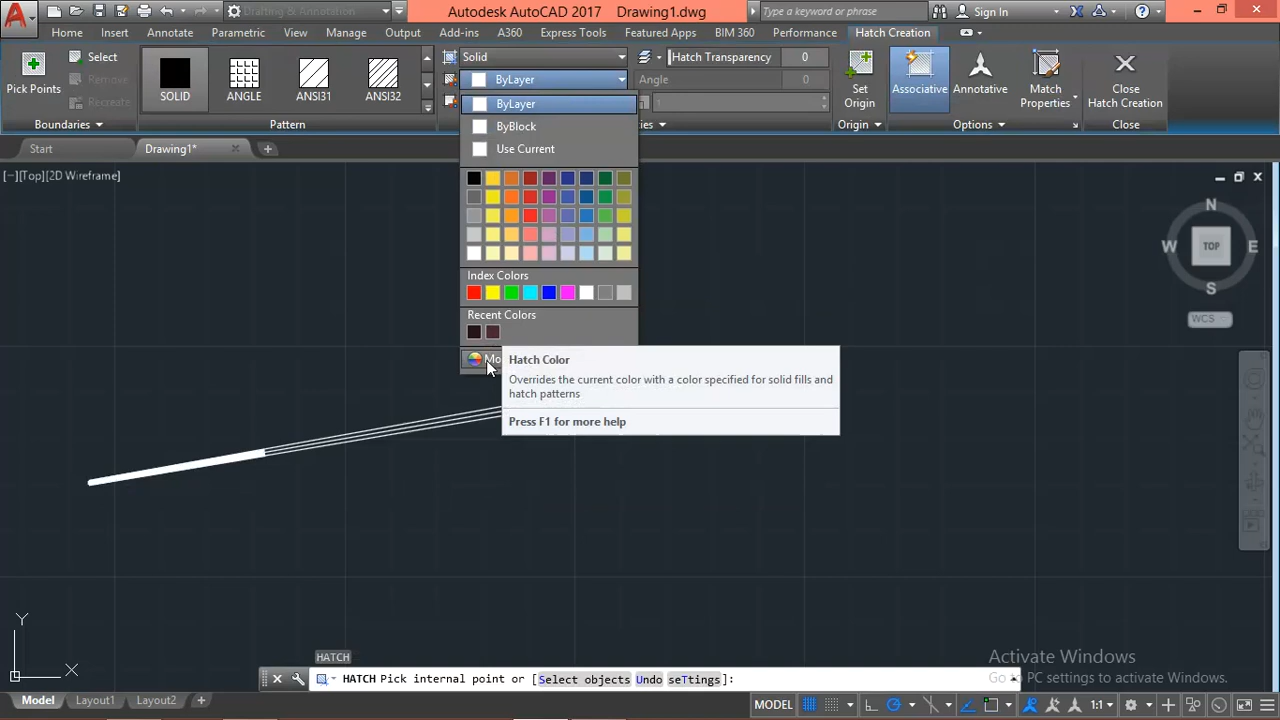 Drafting & Annotation
Autodesk AutoCAD 2017 Drawing1.dwg
Type a keyword or phrase
Sign In
Home Insert Annotate Parametric View Manage Output Add-ins A360 Express Tools Featured Apps BIM 360 Performance Hatch Creation
Pick Points
Select
Remove
Recreate
Boundaries
SOLID
ANGLE
ANSI31
ANSI32
Pattern
Solid
ByLayer
Hatch Transparency 0
Angle 0
1
Set
Origin
Origin
Associative
Annotative
Match
Properties
Options
Close
Hatch Creation
Close
ByLayer
ByBlock
Use Current
Start
Drawing1*
[−][Top][2D Wireframe]
N
W TOP E
S
WCS
Index Colors
Recent Colors
Hatch Color
Overrides the current color with a color specified for solid fills and
hatch patterns
Press F1 for more help
Y
X
HATCH
HATCH Pick internal point or [Select objects Undo seTtings]:
Activate Windows
Go to PC settings to activate Windows.
Model Layout1 Layout2
MODEL
1:1